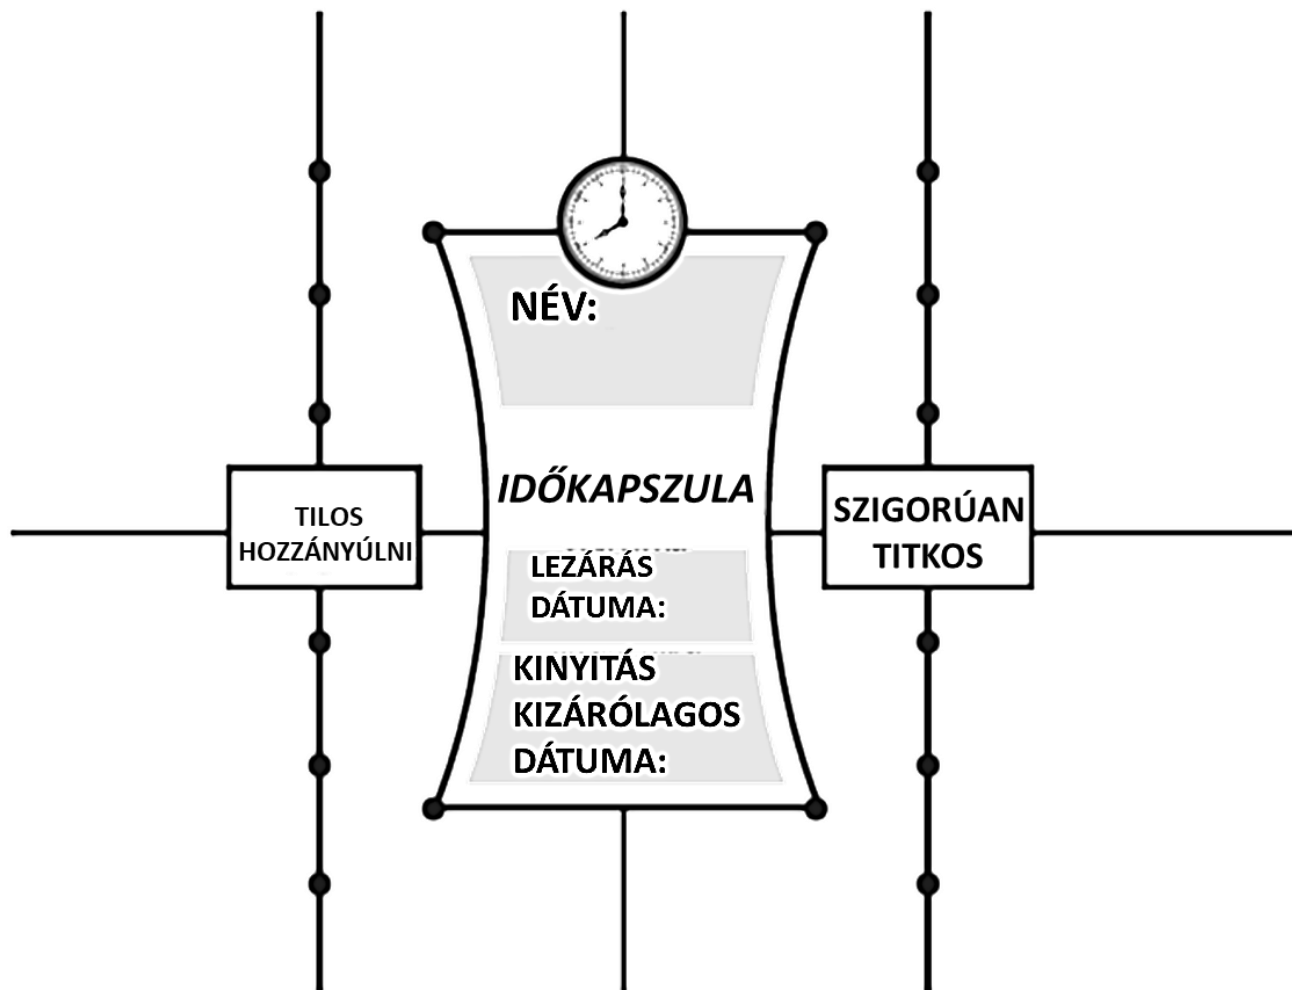 NÉV:
IDŐKAPSZULA
TILOS
HOZZÁNYÚLNI
SZIGORÚAN
TITKOS
LEZÁRÁS
DÁTUMA:
KINYITÁS
KIZÁRÓLAGOS
DÁTUMA: